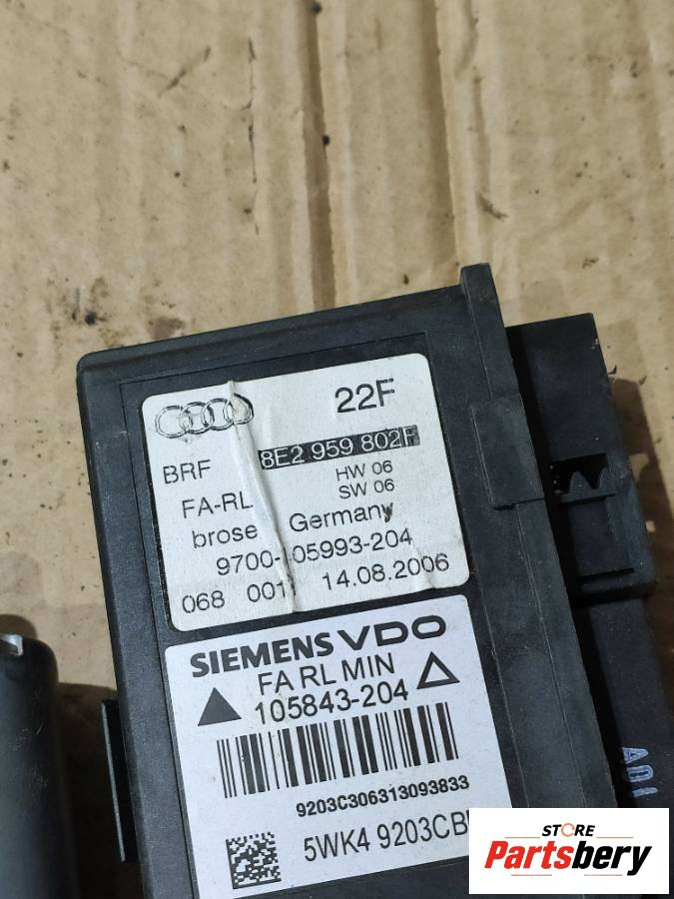 22F
BRF 8E2 959 802F
HW 06
FA-RL SW 06
brose Germany
9700-105993-204
068 001 14.08.2006
SIEMENS VDO
FA RL MIN
105843-204
9203C306313093833
5WK4 9203CB
STORE
Partsbery